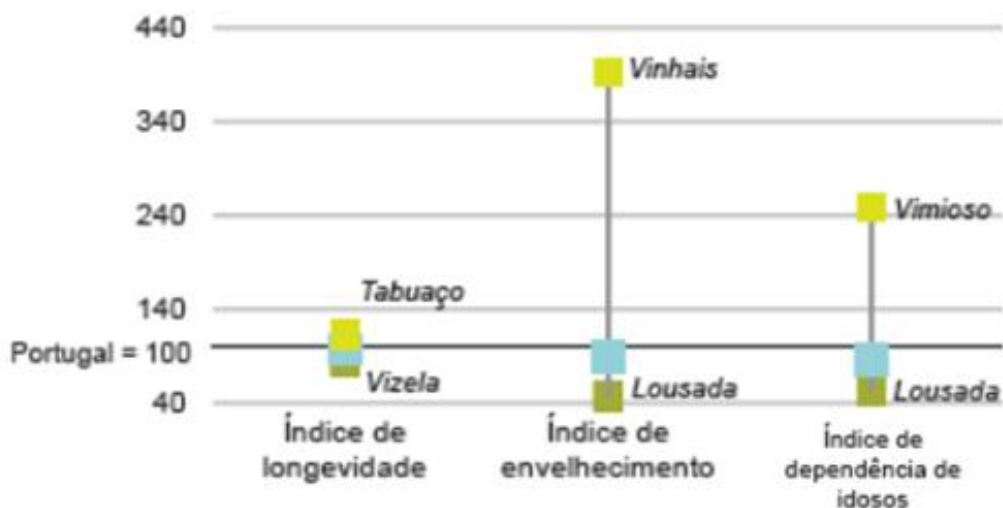 440
Vinhais
340
240
Vimioso
Tabuaço
140
Portugal = 100
Vizela
Lousada
Lousada
40
Índice de
longevidade
Índice de
envelhecimento
Índice de
dependência de
idosos